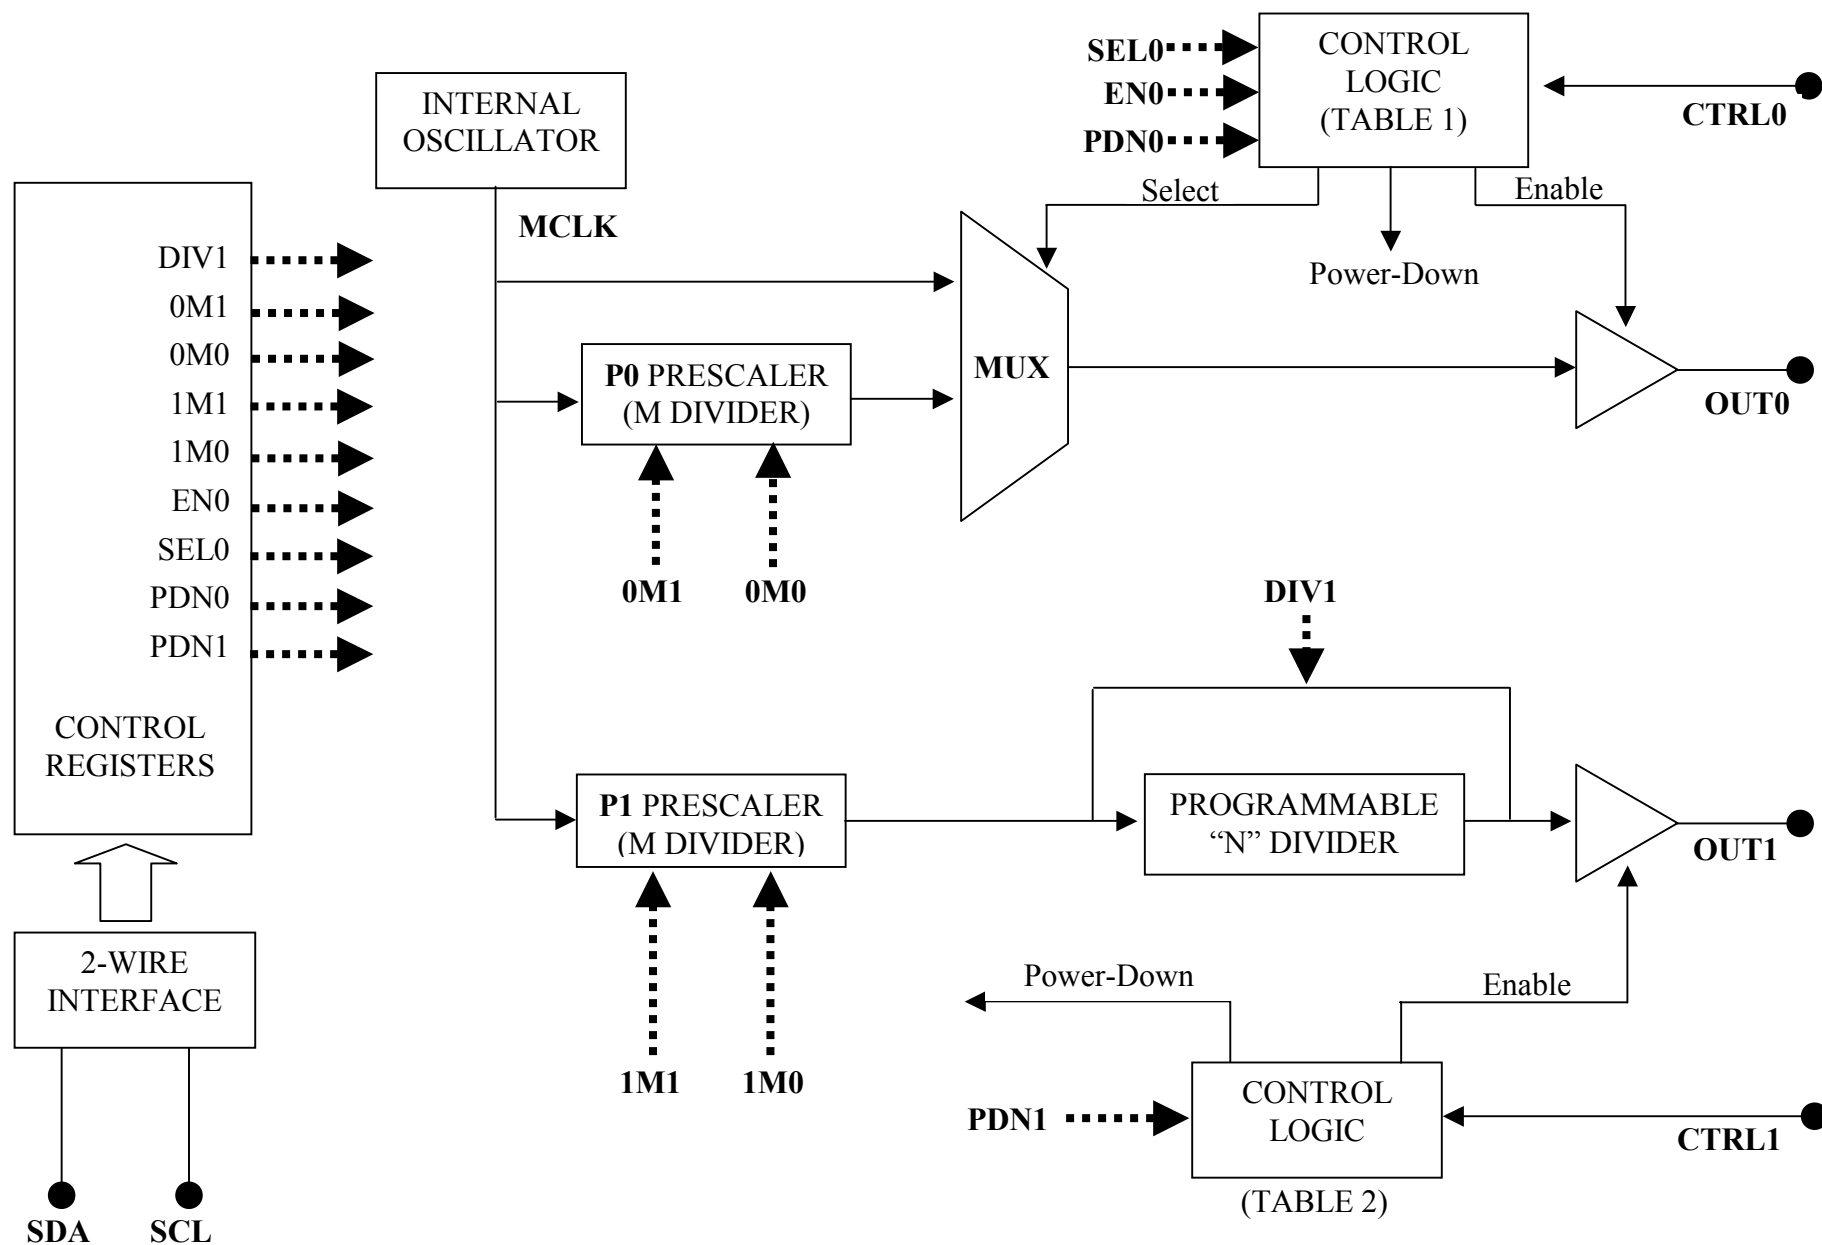 SEL0
EN0
PDN0
CONTROL
LOGIC
(TABLE 1)
CTRL0
INTERNAL
OSCILLATOR
MCLK
Select
Enable
Power-Down
DIV1
0M1
0M0
1M1
1M0
EN0
SEL0
PDN0
PDN1
CONTROL
REGISTERS
P0 PRESCALER
(M DIVIDER)
MUX
OUT0
0M1
0M0
DIV1
P1 PRESCALER
(M DIVIDER)
PROGRAMMABLE
“N” DIVIDER
OUT1
2-WIRE
INTERFACE
Power-Down
Enable
1M1
1M0
PDN1
CONTROL
LOGIC
CTRL1
(TABLE 2)
SDA
SCL